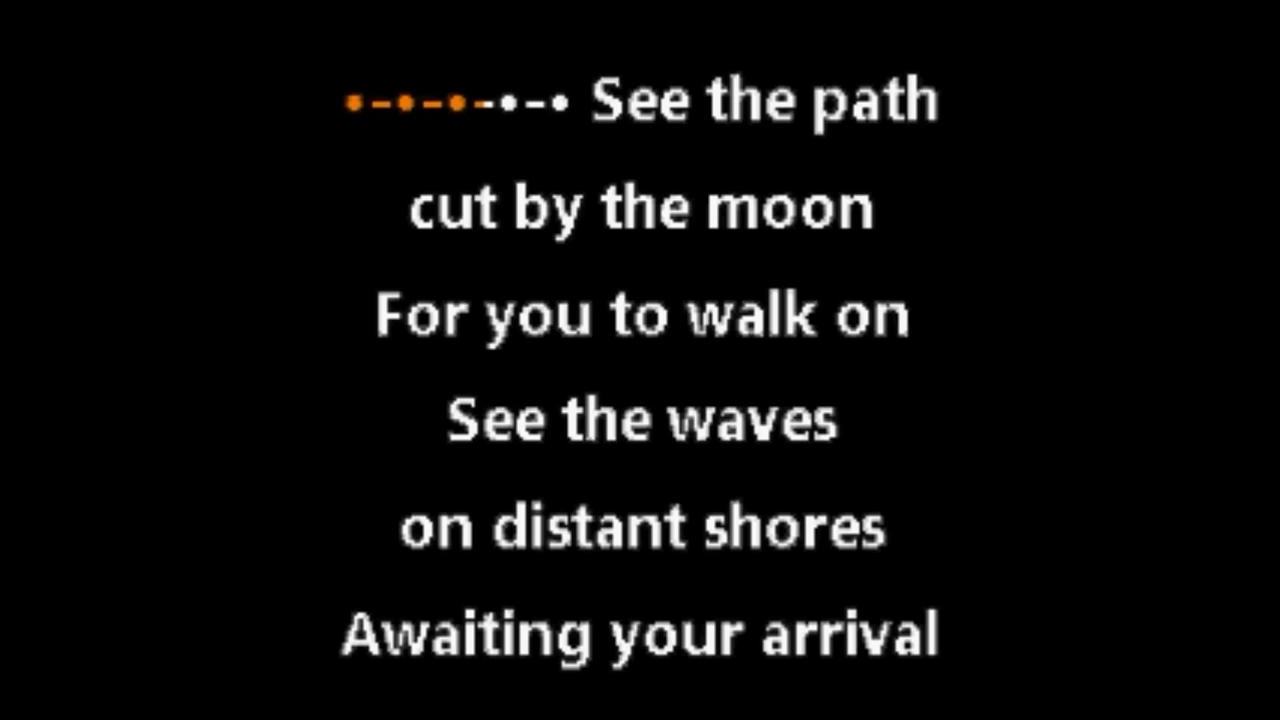 •-•-•-•-• See the path
cut by the moon
For you to walk on
See the waves
on distant shores
Awaiting your arrival